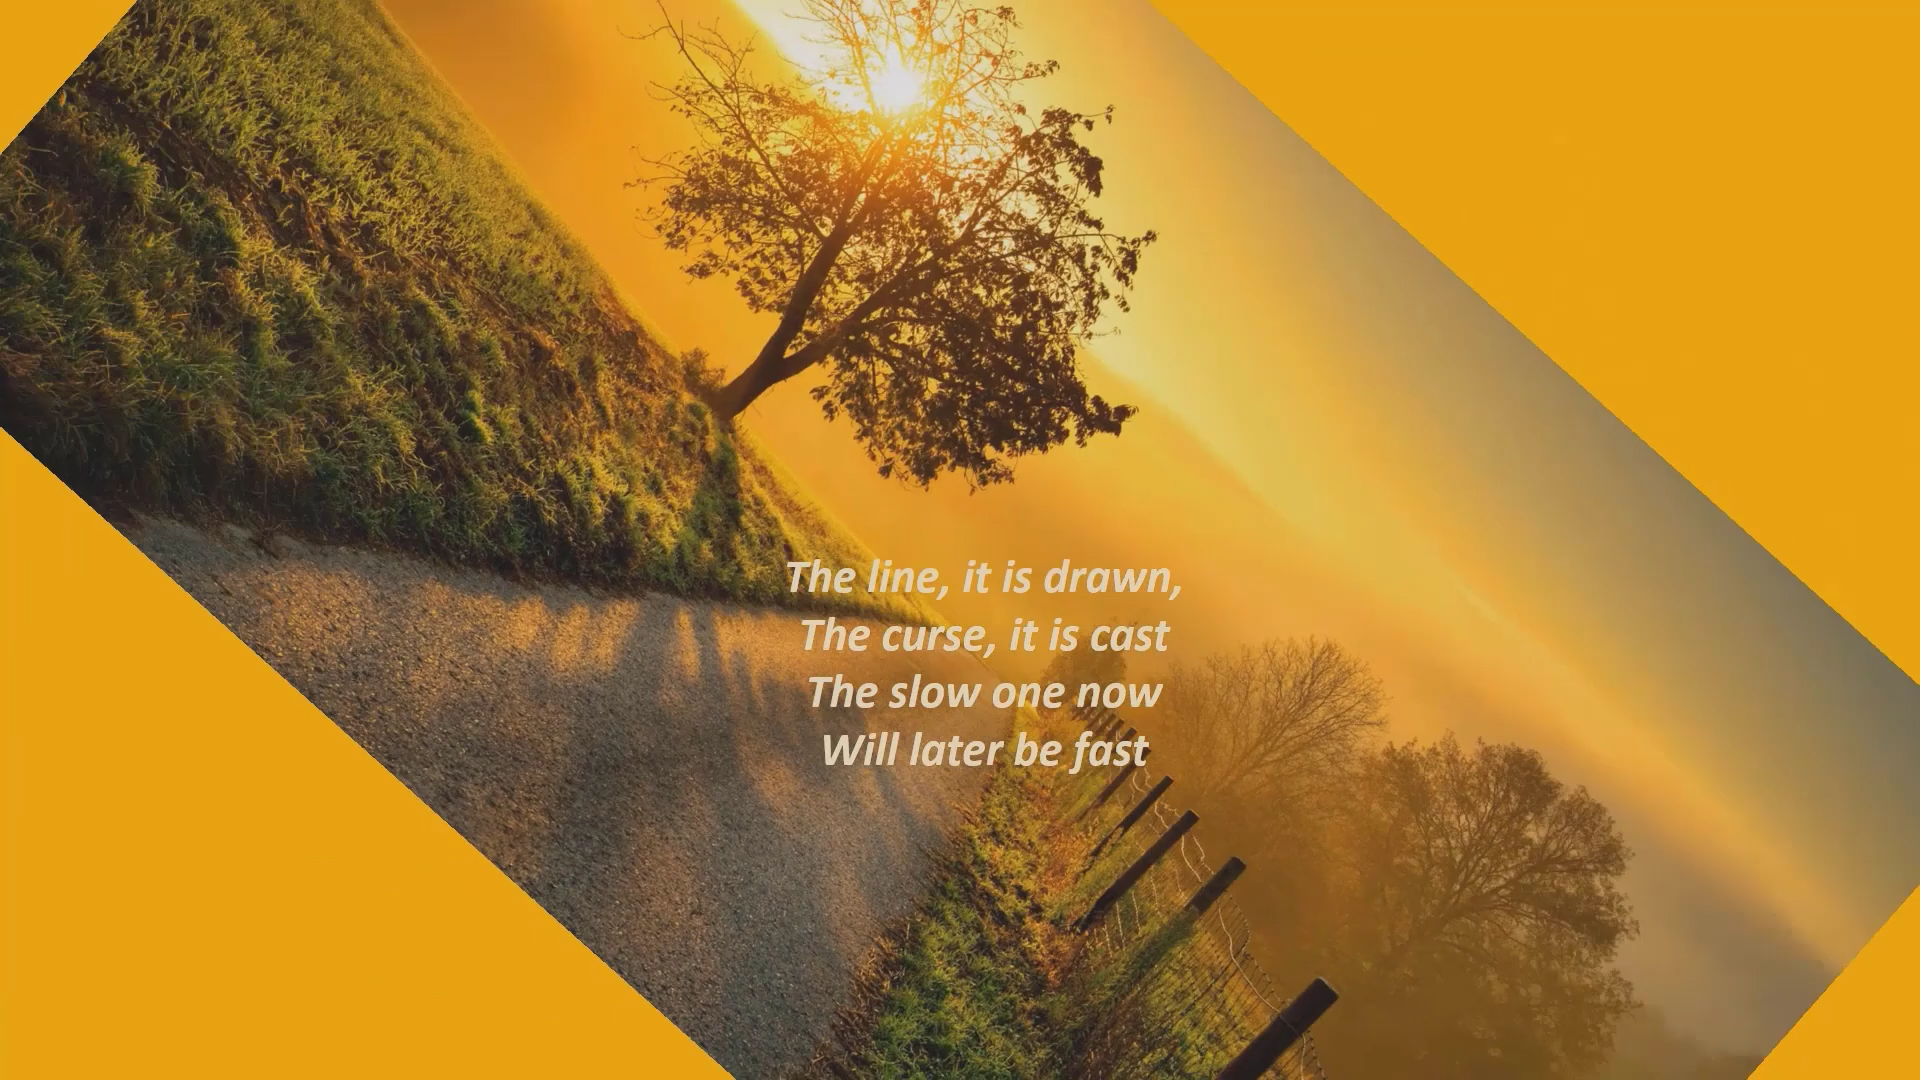 The line, it is drawn,
The curse, it is cast
The slow one now
Will later be fast